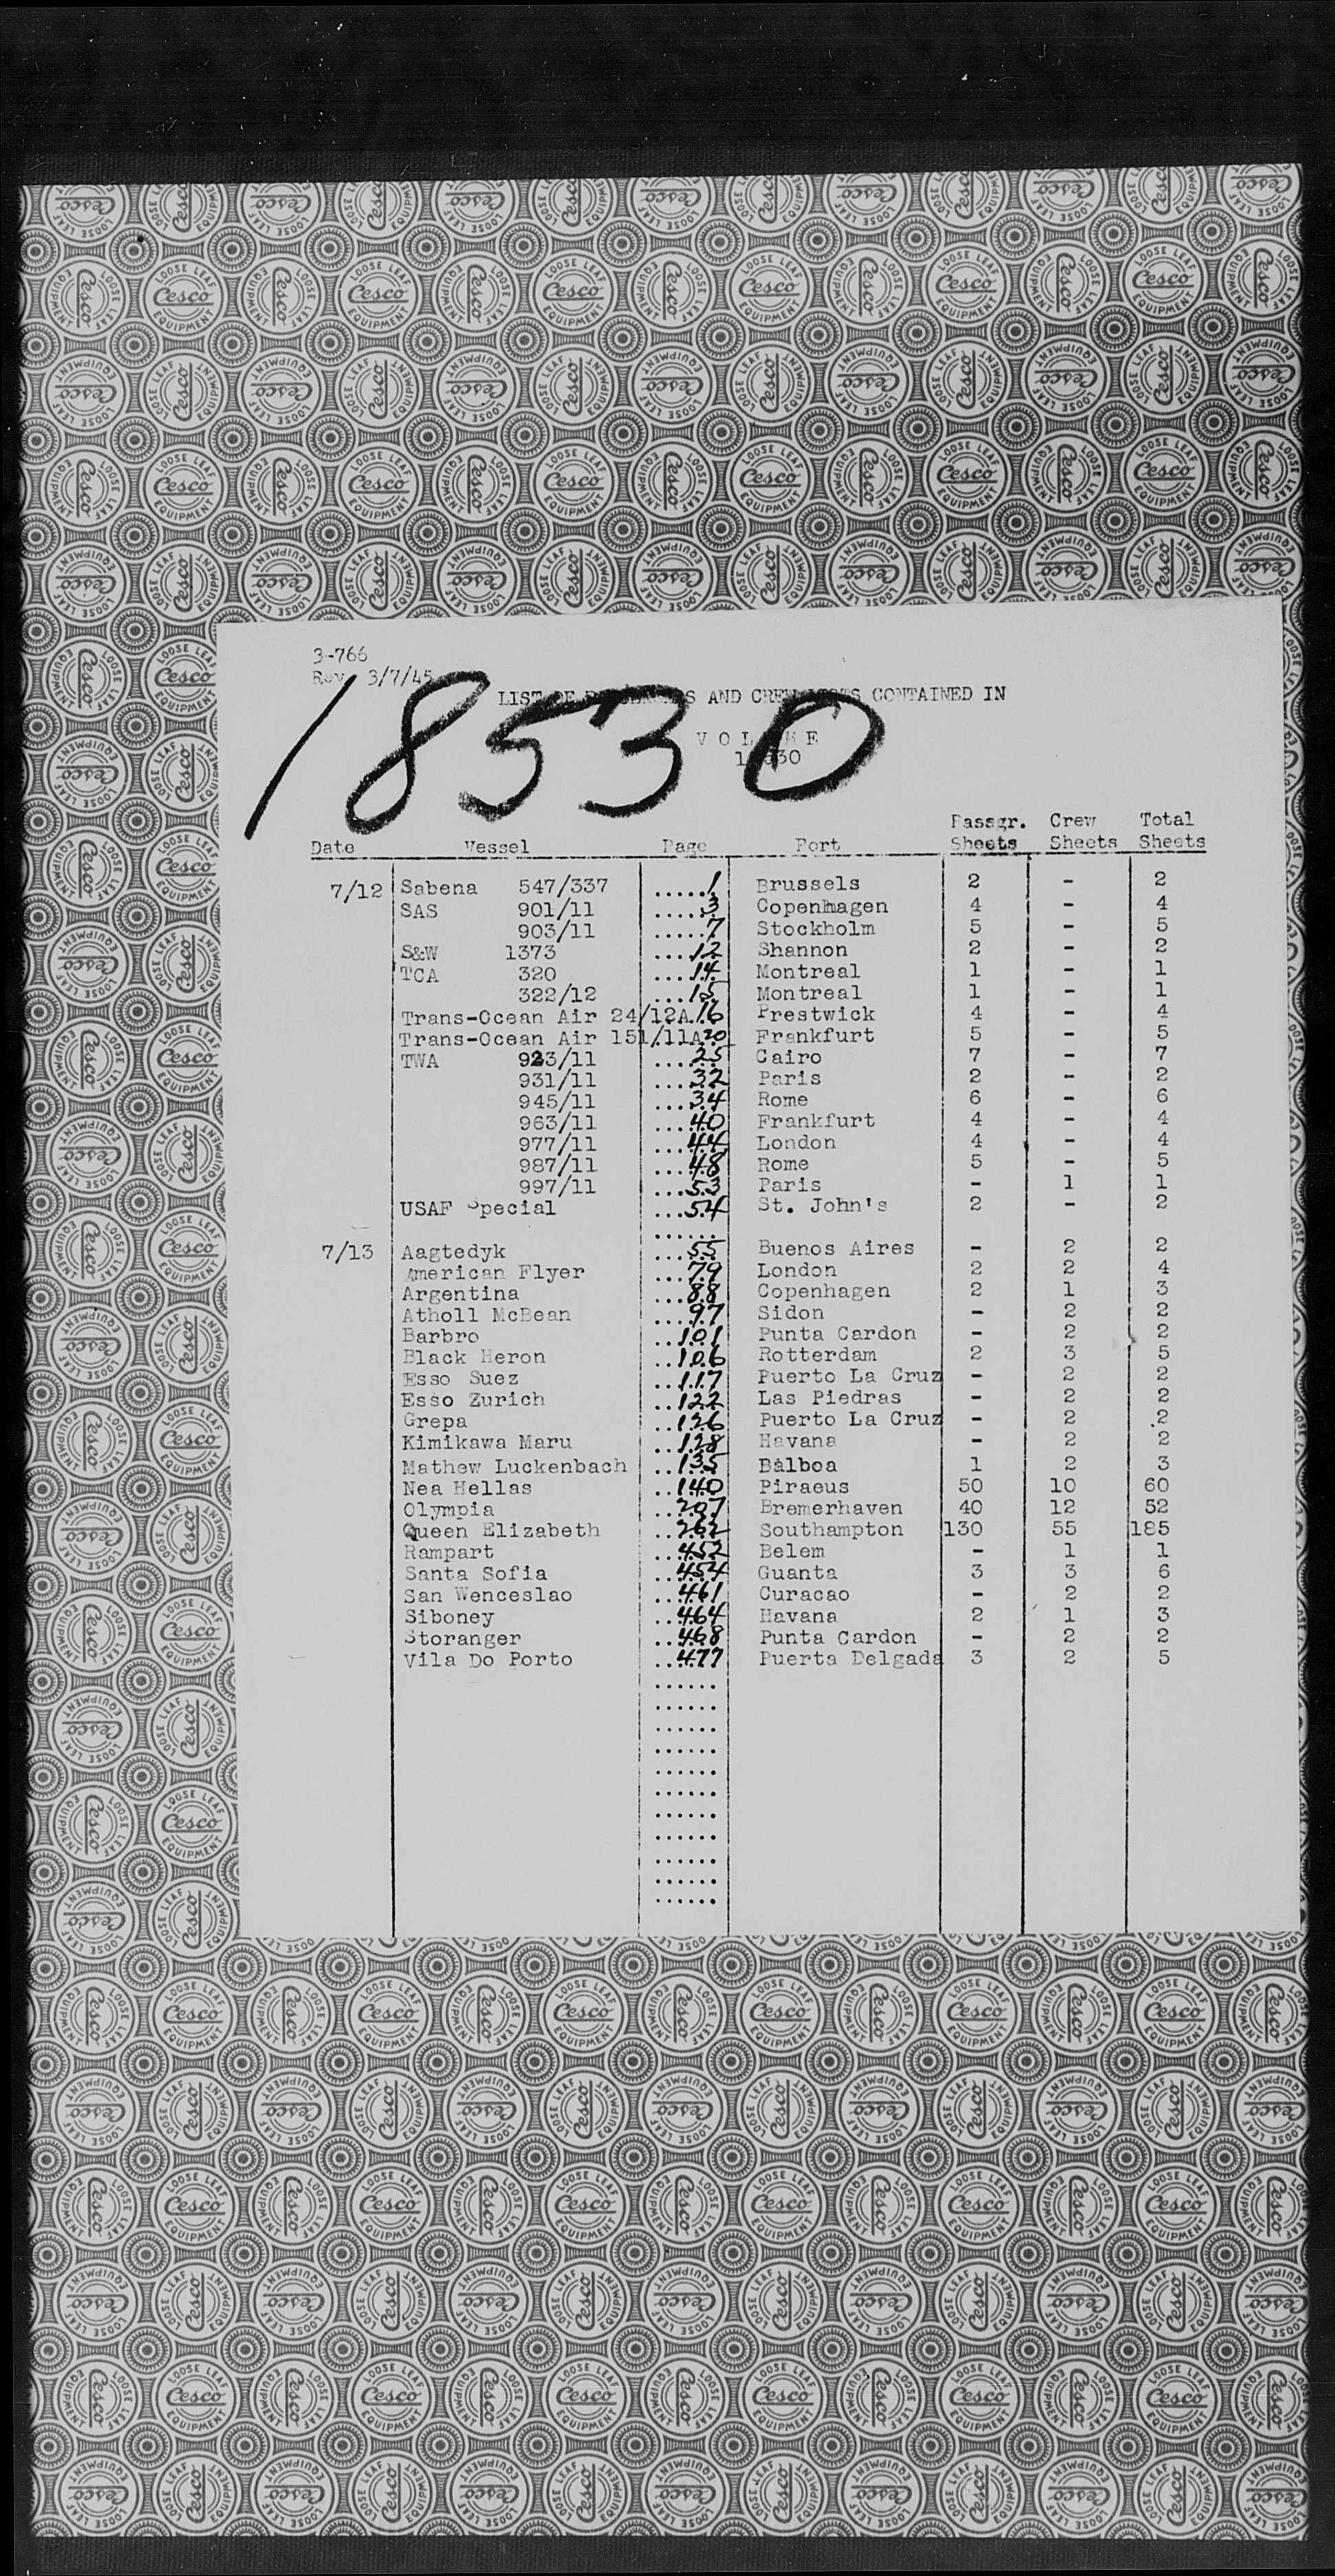 3-766
Rev. 3/7/45
LIST OF AND CREW CONTAINED IN
VOLUME
18530
18530
Date Vessel Page Port Passgr. Sheets Crew Sheets Total Sheets
7/12 Sabena 547/337 .....1 Brussels 2 - 2
SAS 901/11 .....3 Copenhagen 4 - 4
903/11 .....7 Stockholm 5 - 5
S&W 1373 ....12 Shannon 2 - 2
TCA 320 ....14 Montreal 1 - 1
322/12 ...15 Montreal 1 - 1
Trans-Ocean Air 24/12A.16 Prestwick 4 - 4
Trans-Ocean Air 151/11A20 Frankfurt 5 - 5
TWA 923/11 ....25 Cairo 7 - 7
931/11 ...32 Paris 2 - 2
945/11 ...34 Rome 6 - 6
963/11 ...40 Frankfurt 4 - 4
977/11 ...44 London 4 - 4
987/11 ...48 Rome 5 - 5
997/11 ...53 Paris - 1 1
USAF Special ...54 St. John's 2 - 2
......
7/13 Aagtedyk ...55 Buenos Aires - 2 2
American Flyer ...79 London 2 2 4
Argentina ...88 Copenhagen 2 1 3
Atholl McBean ....97 Sidon - 2 2
Barbro ..101 Punta Cardon - 2 2
Black Heron ..106 Rotterdam 2 3 5
Esso Suez ..117 Puerto La Cruz - 2 2
Esso Zurich ..122 Las Piedras - 2 2
Grepa ..126 Puerto La Cruz - 2 2
Kimikawa Maru ..128 Havana - 2 2
Mathew Luckenbach ..135 Balboa 1 2 3
Nea Hellas ..140 Piraeus 50 10 60
Olympia ..207 Bremerhaven 40 12 52
Queen Elizabeth ..262 Southampton 130 55 185
Rampart ..452 Belem - 1 1
Santa Sofia ..454 Guanta 3 3 6
San Wenceslao ..461 Curacao - 2 2
Siboney ..464 Havana 2 1 3
Storanger ..468 Punta Cardon - 2 2
Vila Do Porto ..477 Puerta Delgada 3 2 5
......
......
......
......
......
......
......
......
......
......
......
Cesco
LOOSE LEAF
EQUIPMENT